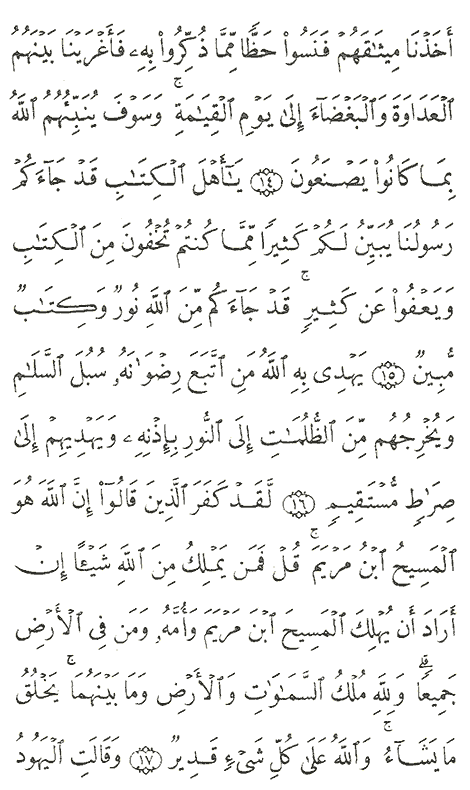 أَخَذۡنَا مِيثَٰقَهُمۡ فَنَسُواْ حَظّٗا مِّمَّا ذُكِّرُواْ بِهِۦ فَأَغۡرَيۡنَا بَيۡنَهُمُ
ٱلۡعَدَاوَةَ وَٱلۡبَغۡضَآءَ إِلَىٰ يَوۡمِ ٱلۡقِيَٰمَةِۚ وَسَوۡفَ يُنَبِّئُهُمُ ٱللَّهُ
بِمَا كَانُواْ يَصۡنَعُونَ ١٤ يَٰٓأَهۡلَ ٱلۡكِتَٰبِ قَدۡ جَآءَكُمۡ
رَسُولُنَا يُبَيِّنُ لَكُمۡ كَثِيرٗا مِّمَّا كُنتُمۡ تُخۡفُونَ مِنَ ٱلۡكِتَٰبِ
وَيَعۡفُواْ عَن كَثِيرٖۚ قَدۡ جَآءَكُم مِّنَ ٱللَّهِ نُورٞ وَكِتَٰبٞ
مُّبِينٞ ١٥ يَهۡدِي بِهِ ٱللَّهُ مَنِ ٱتَّبَعَ رِضۡوَٰنَهُۥ سُبُلَ ٱلسَّلَٰمِ
وَيُخۡرِجُهُم مِّنَ ٱلظُّلُمَٰتِ إِلَى ٱلنُّورِ بِإِذۡنِهِۦ وَيَهۡدِيهِمۡ إِلَىٰ
صِرَٰطٖ مُّسۡتَقِيمٖ ١٦ لَّقَدۡ كَفَرَ ٱلَّذِينَ قَالُوٓاْ إِنَّ ٱللَّهَ هُوَ
ٱلۡمَسِيحُ ٱبۡنُ مَرۡيَمَۚ قُلۡ فَمَن يَمۡلِكُ مِنَ ٱللَّهِ شَيۡـًٔا إِنۡ
أَرَادَ أَن يُهۡلِكَ ٱلۡمَسِيحَ ٱبۡنَ مَرۡيَمَ وَأُمَّهُۥ وَمَن فِي ٱلۡأَرۡضِ
جَمِيعٗاۗ وَلِلَّهِ مُلۡكُ ٱلسَّمَٰوَٰتِ وَٱلۡأَرۡضِ وَمَا بَيۡنَهُمَاۚ يَخۡلُقُ
مَا يَشَآءُۚ وَٱللَّهُ عَلَىٰ كُلِّ شَيۡءٖ قَدِيرٞ ١٧ وَقَالَتِ ٱلۡيَهُودُ